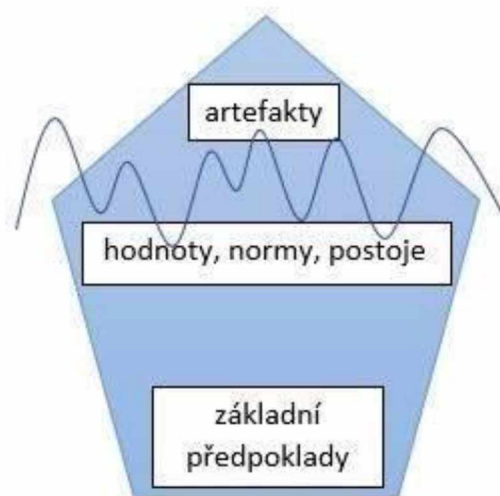 artefakty
hodnoty, normy, postoje
základní
předpoklady